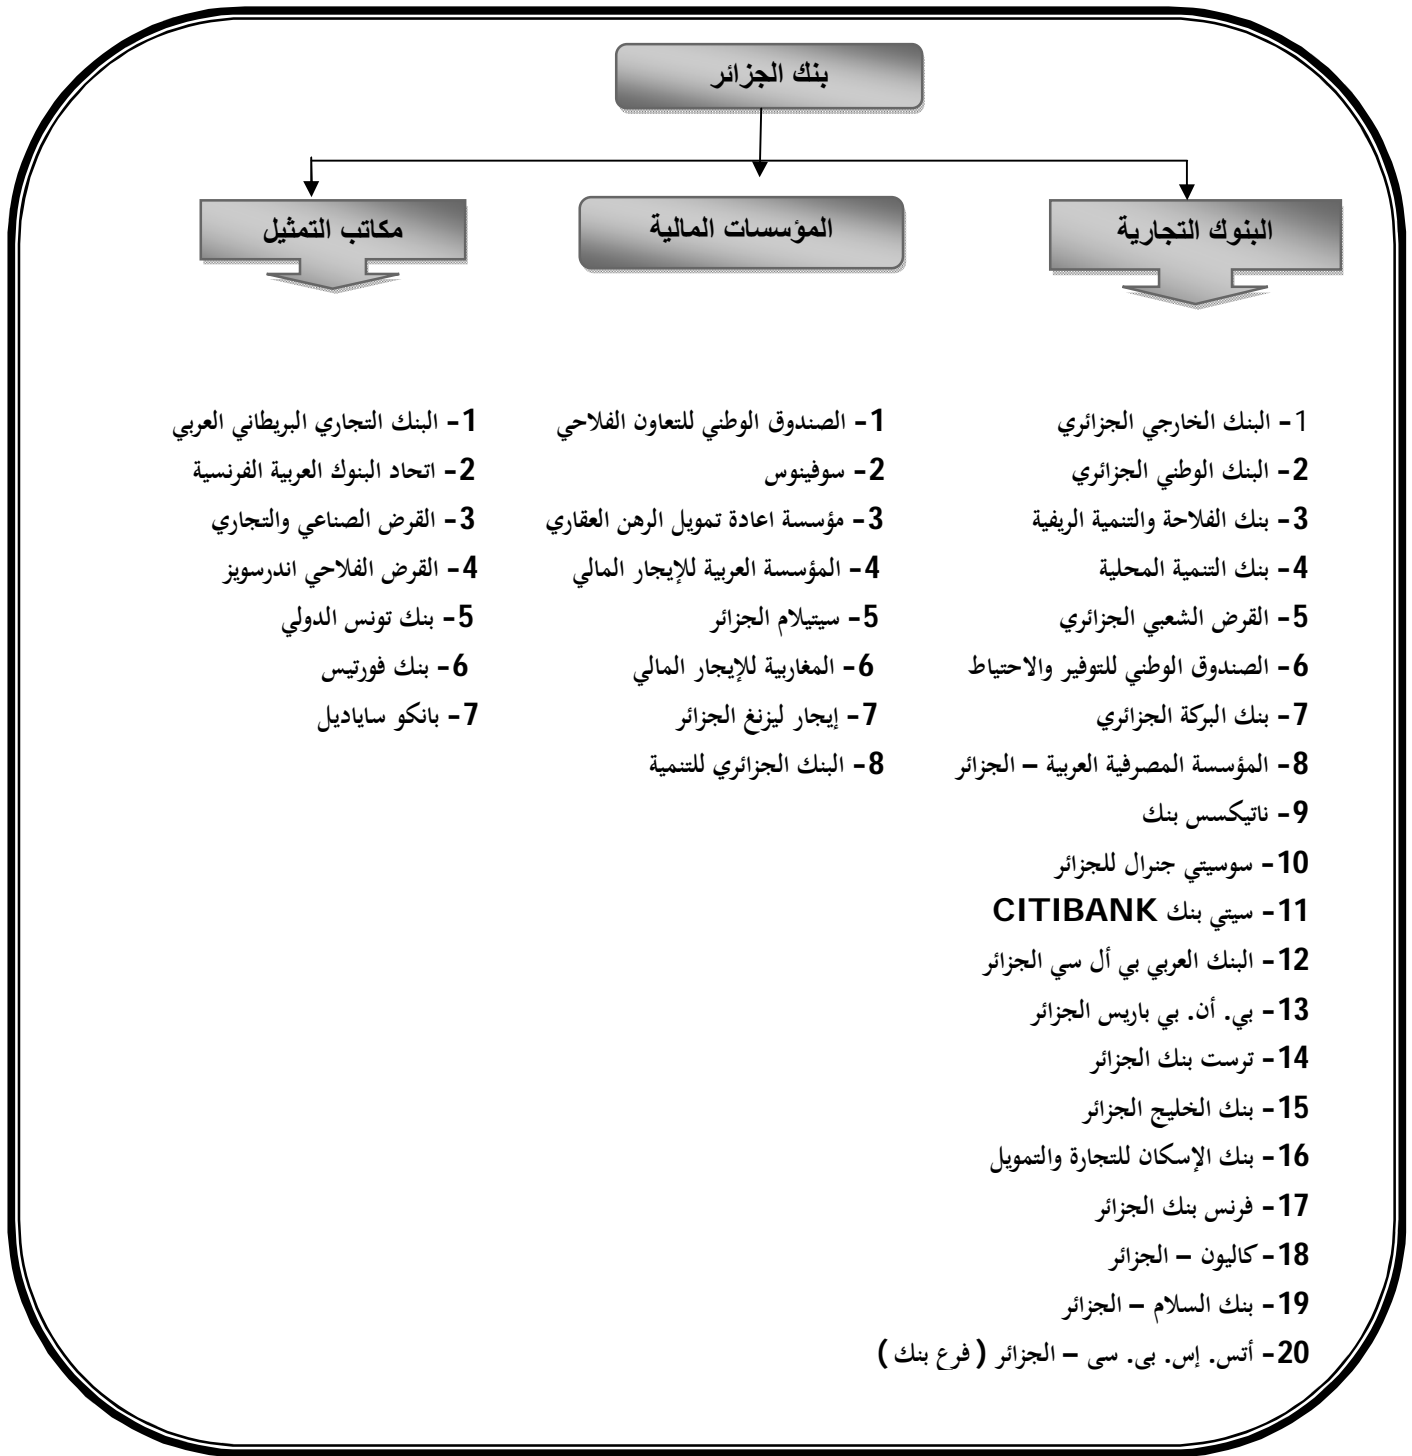 بنك الجزائر
البنوك التجارية
المؤسسات المالية
مكاتب التمثيل
1- البنك الخارجي الجزائري
2- البنك الوطني الجزائري
3- بنك الفلاحة والتنمية الريفية
4- بنك التنمية المحلية
5- القرض الشعبي الجزائري
6- الصندوق الوطني للتوفير والاحتياط
7- بنك البركة الجزائري
8- المؤسسة المصرفية العربية – الجزائر
9- ناتيكسس بنك
10- سوسيتي جنرال للجزائر
11- سيتي بنك CITIBANK
12- البنك العربي بي أل سي الجزائر
13- بي. أن. بي باريس الجزائر
14- ترست بنك الجزائر
15- بنك الخليج الجزائر
16- بنك الإسكان للتجارة والتمويل
17- فرنس بنك الجزائر
18- كاليون – الجزائر
19- بنك السلام – الجزائر
20- أتس. إس. بي. سي – الجزائر ( فرع بنك )
1- الصندوق الوطني للتعاون الفلاحي
2- سوفينوس
3- مؤسسة اعادة تمويل الرهن العقاري
4- المؤسسة العربية للإيجار المالي
5- سيتيلام الجزائر
6- المغاربية للإيجار المالي
7- إيجار ليزنغ الجزائر
8- البنك الجزائري للتنمية
1- البنك التجاري البريطاني العربي
2- اتحاد البنوك العربية الفرنسية
3- القرض الصناعي والتجاري
4- القرض الفلاحي اندرسويز
5- بنك تونس الدولي
6- بنك فورتيس
7- بانكو ساياديل